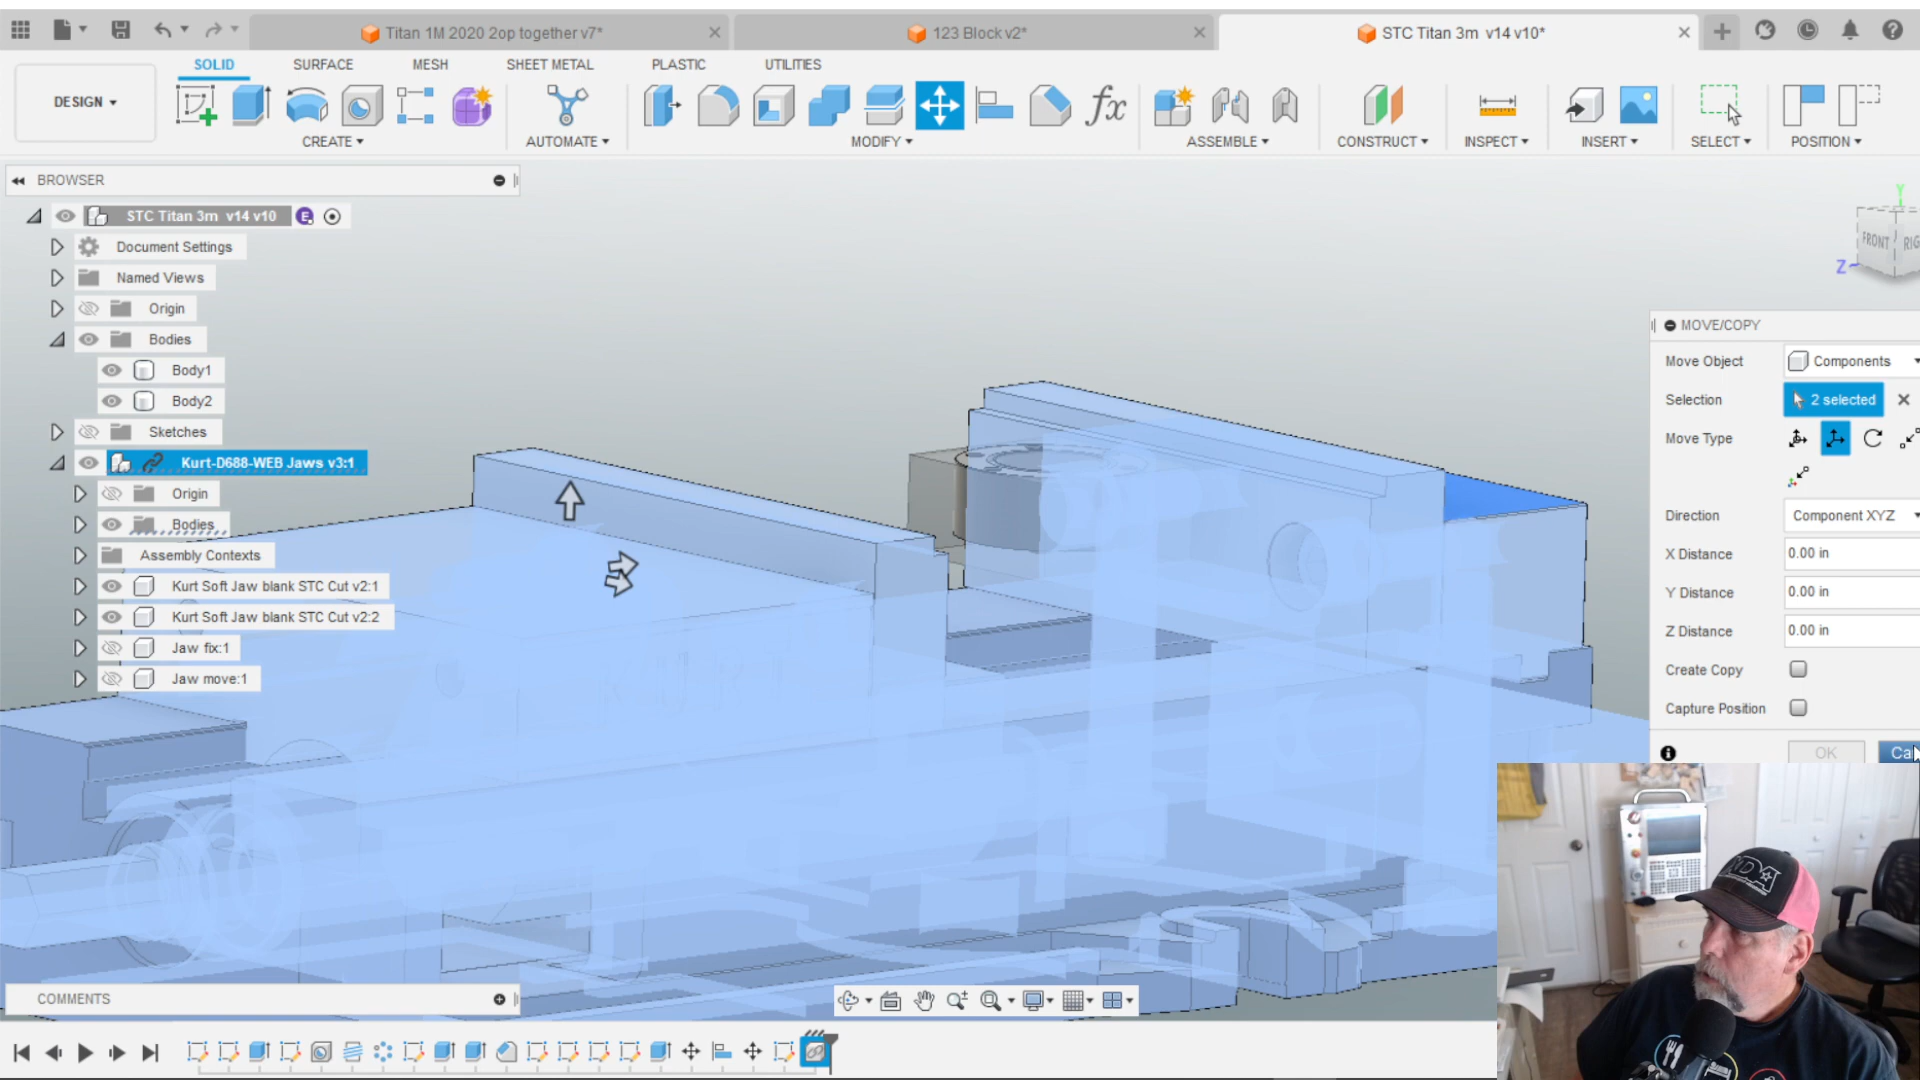 Titan 1M 2020 2op together v7*
123 Block v2*
STC Titan 3m v14 v10*
DESIGN
SOLID
SURFACE
MESH
SHEET METAL
PLASTIC
UTILITIES
fx
CREATE
AUTOMATE
MODIFY
ASSEMBLE
CONSTRUCT
INSPECT
INSERT
SELECT
POSITION
BROWSER
STC Titan 3m v14 v10
E
Document Settings
Named Views
Origin
Bodies
Body1
Body2
Sketches
Kurt-D688-WEB Jaws v3:1
Origin
Bodies
Assembly Contexts
Kurt Soft Jaw blank STC Cut v2:1
Kurt Soft Jaw blank STC Cut v2:2
Jaw fix:1
Jaw move:1
Y
FRONT
RIG
Z
MOVE/COPY
Move Object
Components
Selection
2 selected
Move Type
Direction
Component XYZ
X Distance
0.00 in
Y Distance
0.00 in
Z Distance
0.00 in
Create Copy
Capture Position
OK
Ca
COMMENTS